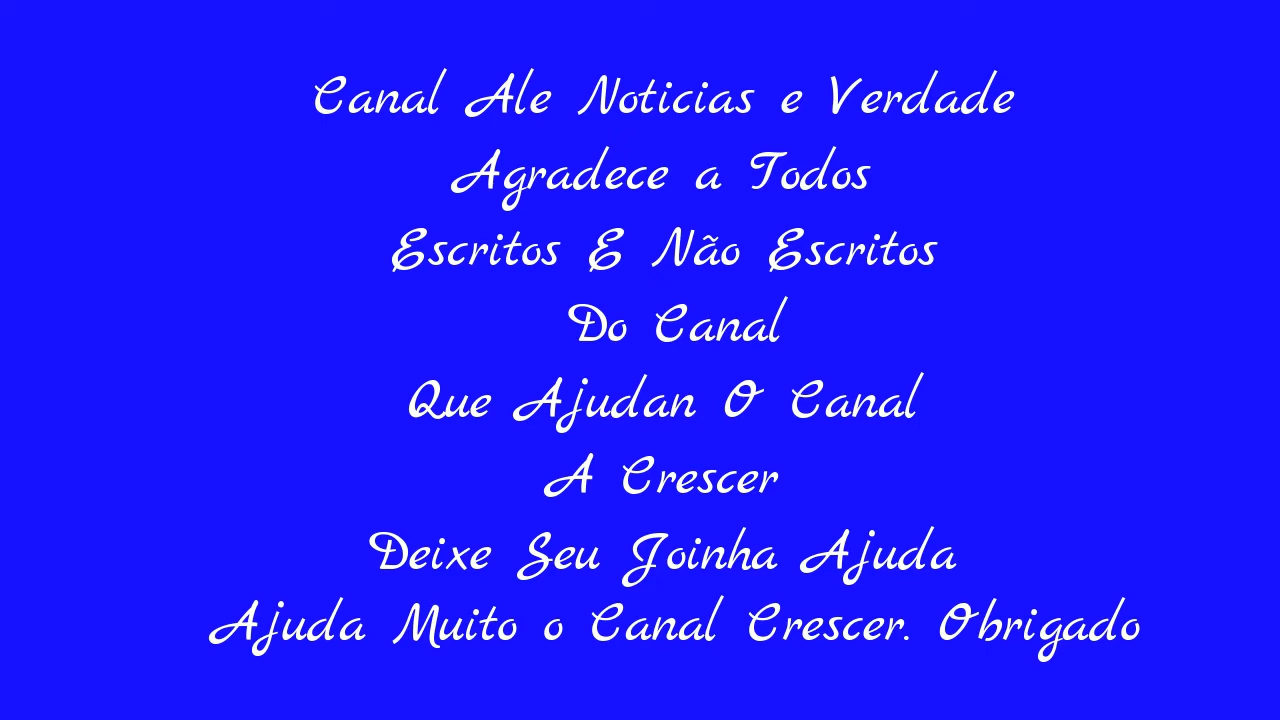 Canal Ale Noticias e Verdade
Agradece a Todos
Escritos E Não Escritos
Do Canal
Que Ajudan O Canal
A Crescer
Deixe Seu Joinha Ajuda
Ajuda Muito o Canal Crescer. Obrigado